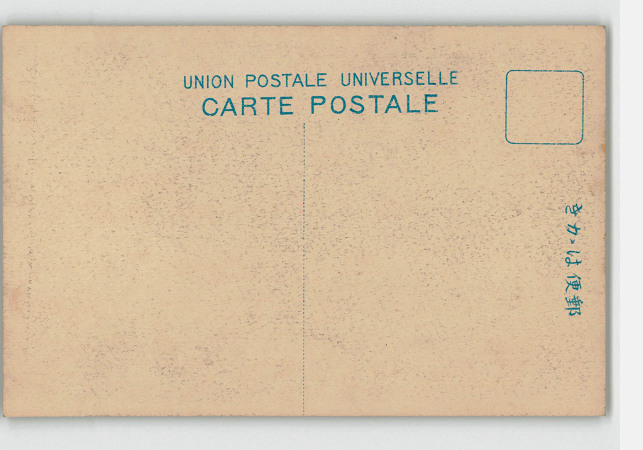 UNION POSTALE UNIVERSELLE
CARTE POSTALE
郵便はがき